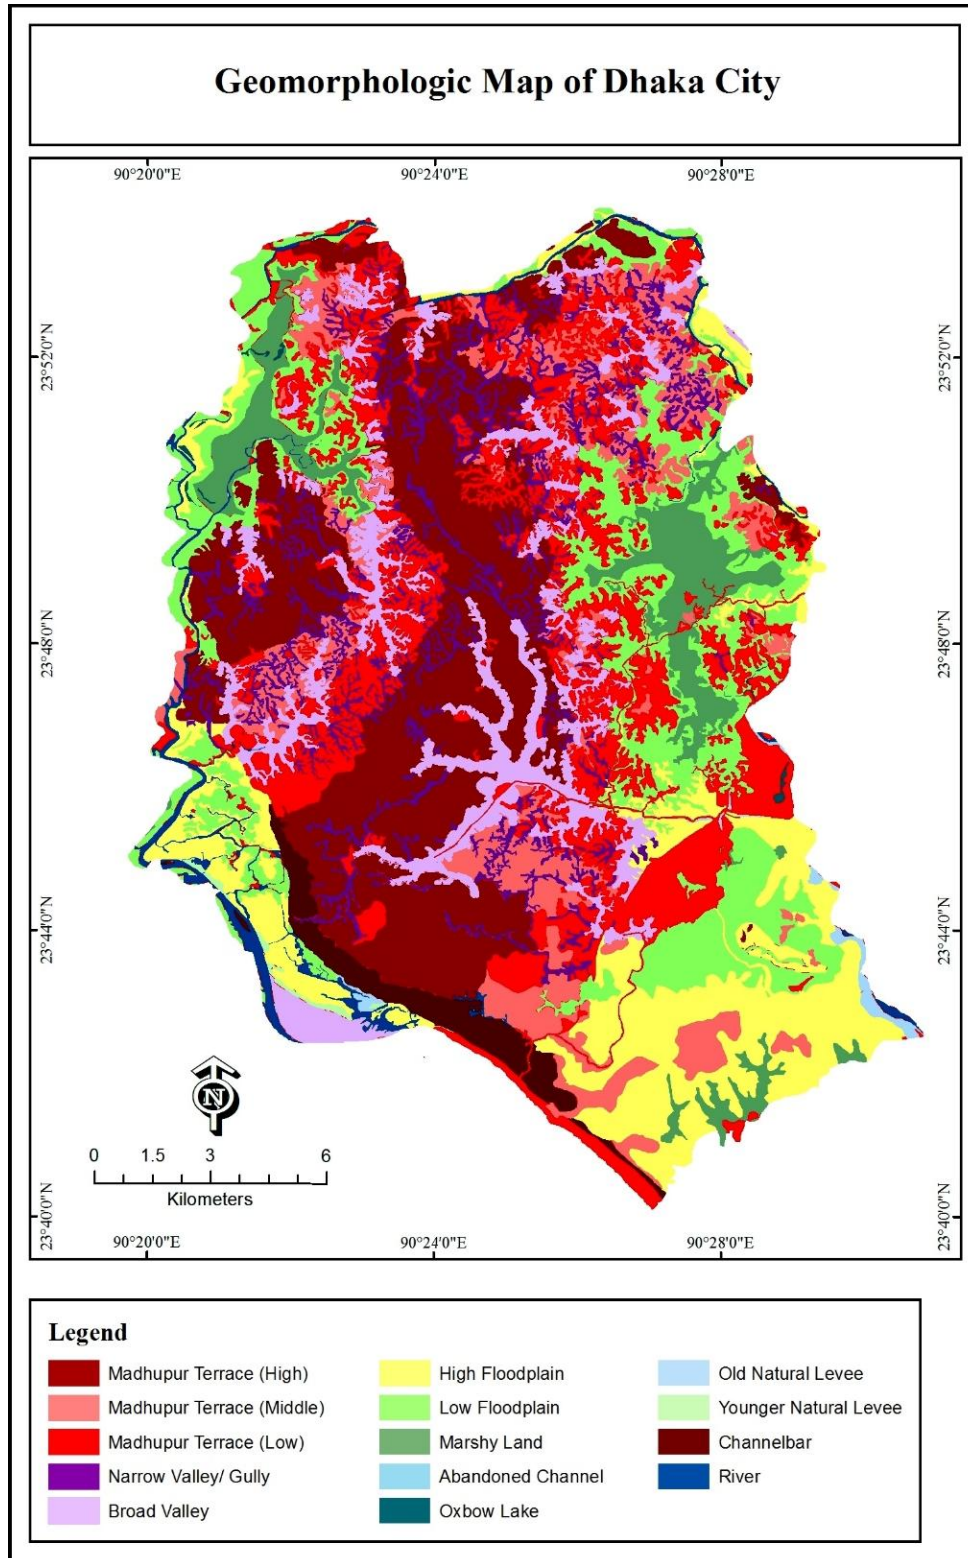 Geomorphologic Map of Dhaka City
90°20'0"E 90°24'0"E 90°28'0"E
23°52'0"N 23°52'0"N
23°48'0"N 23°48'0"N
23°44'0"N 23°44'0"N
N
0 1.5 3 6
Kilometers
23°40'0"N 23°40'0"N
90°20'0"E 90°24'0"E 90°28'0"E
Legend
Madhupur Terrace (High)
Madhupur Terrace (Middle)
Madhupur Terrace (Low)
Narrow Valley/ Gully
Broad Valley
High Floodplain
Low Floodplain
Marshy Land
Abandoned Channel
Oxbow Lake
Old Natural Levee
Younger Natural Levee
Channelbar
River